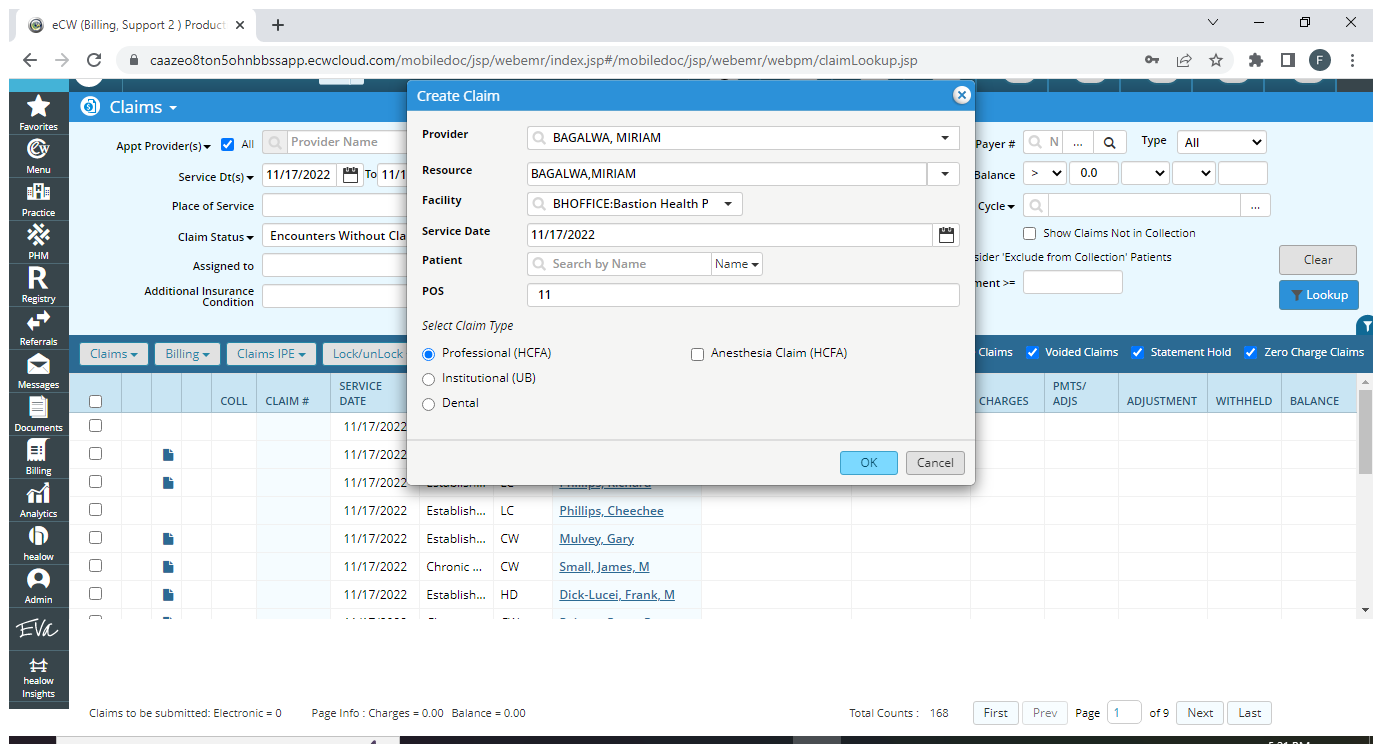 eCW (Billing, Support 2 ) Product
caazeo8ton5ohnbbssapp.ecwcloud.com/mobiledoc/jsp/webemr/index.jsp#/mobiledoc/jsp/webemr/webpm/claimLookup.jsp
F
Favorites
Menu
Practice
PHM
R
Registry
Referrals
Messages
Documents
Billing
Analytics
healow
Admin
EVA
healow
Insights
Claims
Appt Provider(s) All Provider Name
Service Dt(s) 11/17/2022 To 11/1
Place of Service
Claim Status Encounters Without Cla
Assigned to
Additional Insurance
Condition
Payer # N ... Type All
Balance > 0.0
Cycle ...
Show Claims Not in Collection
sider 'Exclude from Collection' Patients
ment >=
Clear
Lookup
Create Claim
Provider BAGALWA, MIRIAM
Resource BAGALWA,MIRIAM
Facility BHOFFICE:Bastion Health P
Service Date 11/17/2022
Patient Search by Name Name
POS 11
Select Claim Type
Professional (HCFA) Anesthesia Claim (HCFA)
Institutional (UB)
Dental
OK Cancel
Claims Billing Claims IPE Lock/unLock Claims Voided Claims Statement Hold Zero Charge Claims
COLL CLAIM # SERVICE DATE CHARGES PMTS/ ADJS ADJUSTMENT WITHHELD BALANCE
11/17/2022
11/17/2022
11/17/2022
11/17/2022 Establish... LC Phillips, Cheechee
11/17/2022 Establish... CW Mulvey, Gary
11/17/2022 Chronic ... CW Small, James, M
11/17/2022 Establish... HD Dick-Lucei, Frank, M
Claims to be submitted: Electronic = 0 Page Info : Charges = 0.00 Balance = 0.00 Total Counts : 168 First Prev Page 1 of 9 Next Last